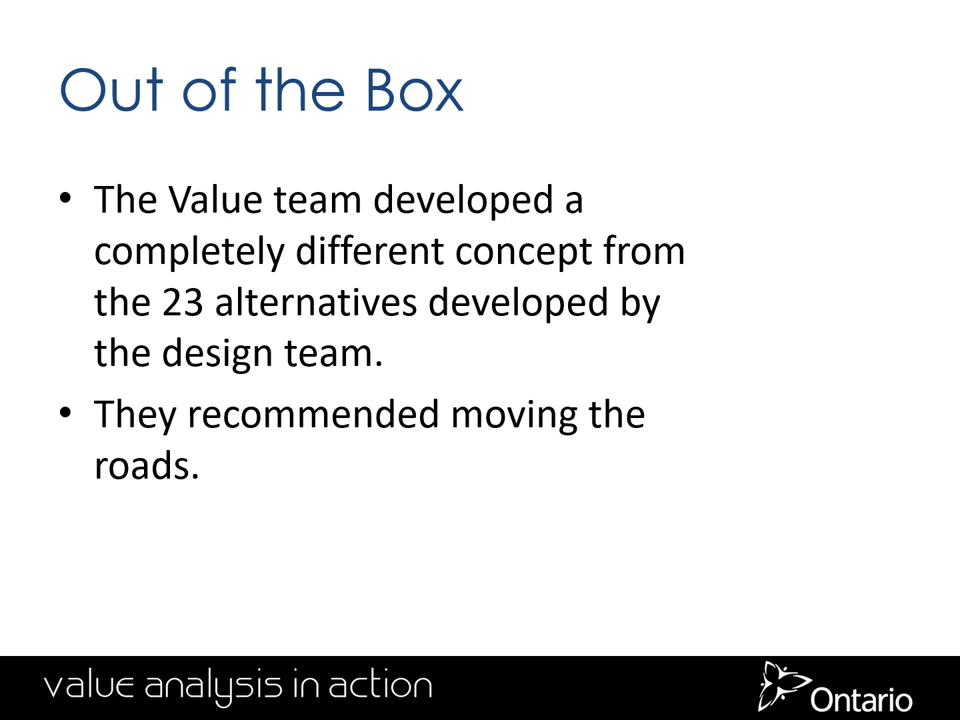 Out of the Box
• The Value team developed a
completely different concept from
the 23 alternatives developed by
the design team.
• They recommended moving the
roads.
value analysis in action
Ontario